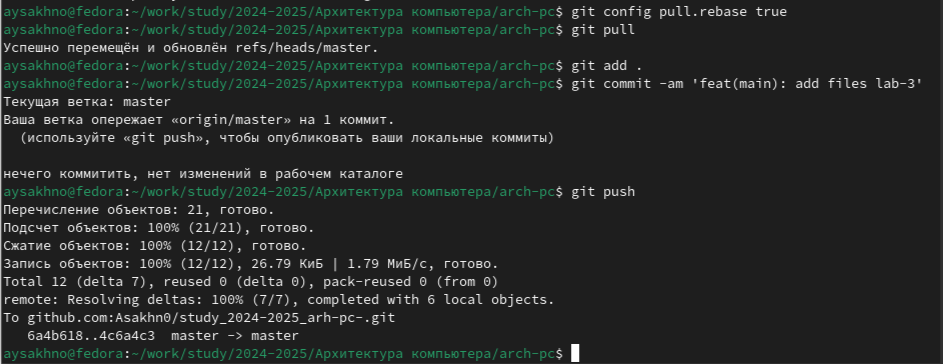 aysakhno@fedora:~/work/study/2024-2025/Архитектура компьютера/arch-pc$ git config pull.rebase true
aysakhno@fedora:~/work/study/2024-2025/Архитектура компьютера/arch-pc$ git pull
Успешно перемещён и обновлён refs/heads/master.
aysakhno@fedora:~/work/study/2024-2025/Архитектура компьютера/arch-pc$ git add .
aysakhno@fedora:~/work/study/2024-2025/Архитектура компьютера/arch-pc$ git commit -am 'feat(main): add files lab-3'
Текущая ветка: master
Ваша ветка опережает «origin/master» на 1 коммит.
  (используйте «git push», чтобы опубликовать ваши локальные коммиты)

нечего коммитить, нет изменений в рабочем каталоге
aysakhno@fedora:~/work/study/2024-2025/Архитектура компьютера/arch-pc$ git push
Перечисление объектов: 21, готово.
Подсчет объектов: 100% (21/21), готово.
Сжатие объектов: 100% (12/12), готово.
Запись объектов: 100% (12/12), 26.79 КиБ | 1.79 МиБ/с, готово.
Total 12 (delta 7), reused 0 (delta 0), pack-reused 0 (from 0)
remote: Resolving deltas: 100% (7/7), completed with 6 local objects.
To github.com:Asakhn0/study_2024-2025_arh-pc-.git
   6a4b618..4c6a4c3  master -> master
aysakhno@fedora:~/work/study/2024-2025/Архитектура компьютера/arch-pc$